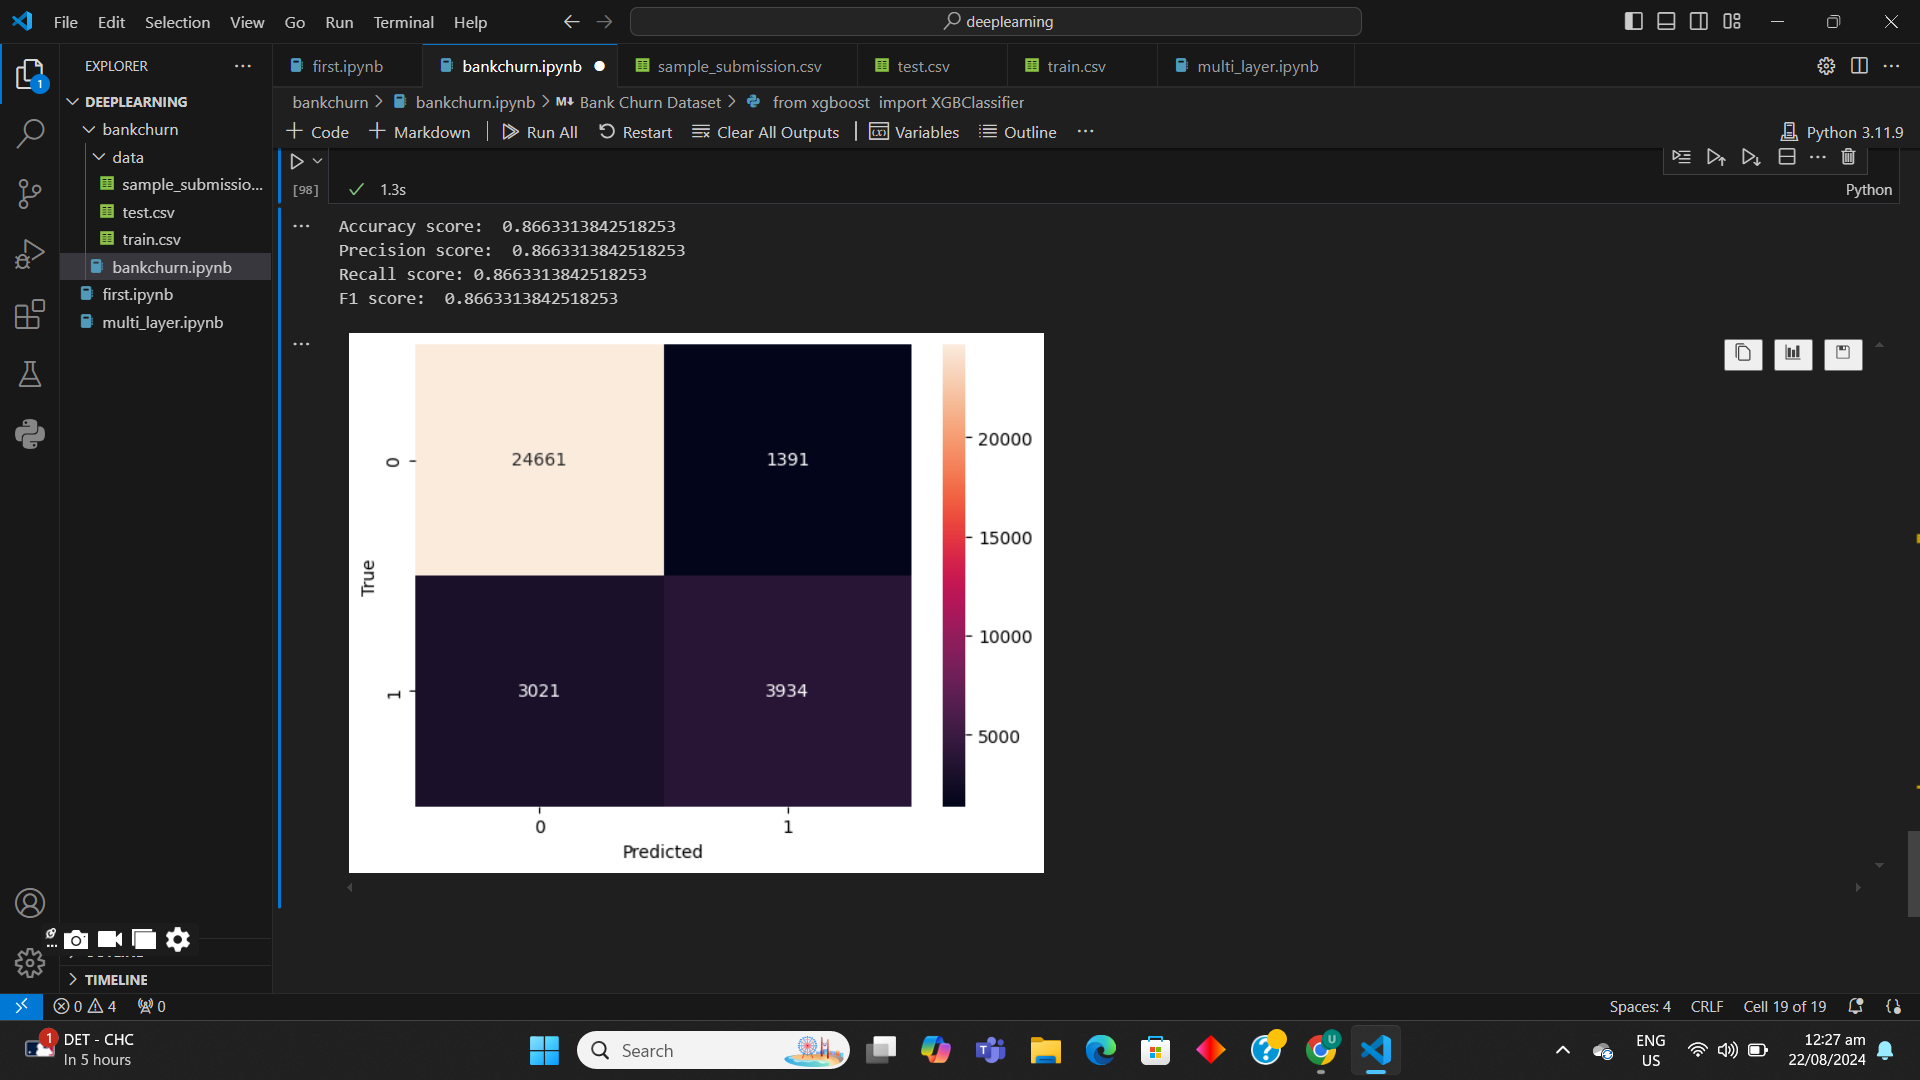 File Edit Selection View Go Run Terminal Help
deeplearning
EXPLORER
first.ipynb
bankchurn.ipynb
sample_submission.csv
test.csv
train.csv
multi_layer.ipynb
DEEPLEARNING
bankchurn > bankchurn.ipynb > M↓ Bank Churn Dataset > from xgboost import XGBClassifier
bankchurn
+ Code + Markdown Run All Restart Clear All Outputs Variables Outline ...
Python 3.11.9
data
sample_submissio...
test.csv
train.csv
bankchurn.ipynb
first.ipynb
multi_layer.ipynb
1
[98] 1.3s
Python
Accuracy score: 0.8663313842518253
Precision score: 0.8663313842518253
Recall score: 0.8663313842518253
F1 score: 0.8663313842518253
24661 1391
3021 3934
0
1
True
0 1
Predicted
20000
15000
10000
5000
TIMELINE
0 4 0
Spaces: 4 CRLF Cell 19 of 19
1
DET - CHC
In 5 hours
Search
U
ENG
US
12:27 am
22/08/2024